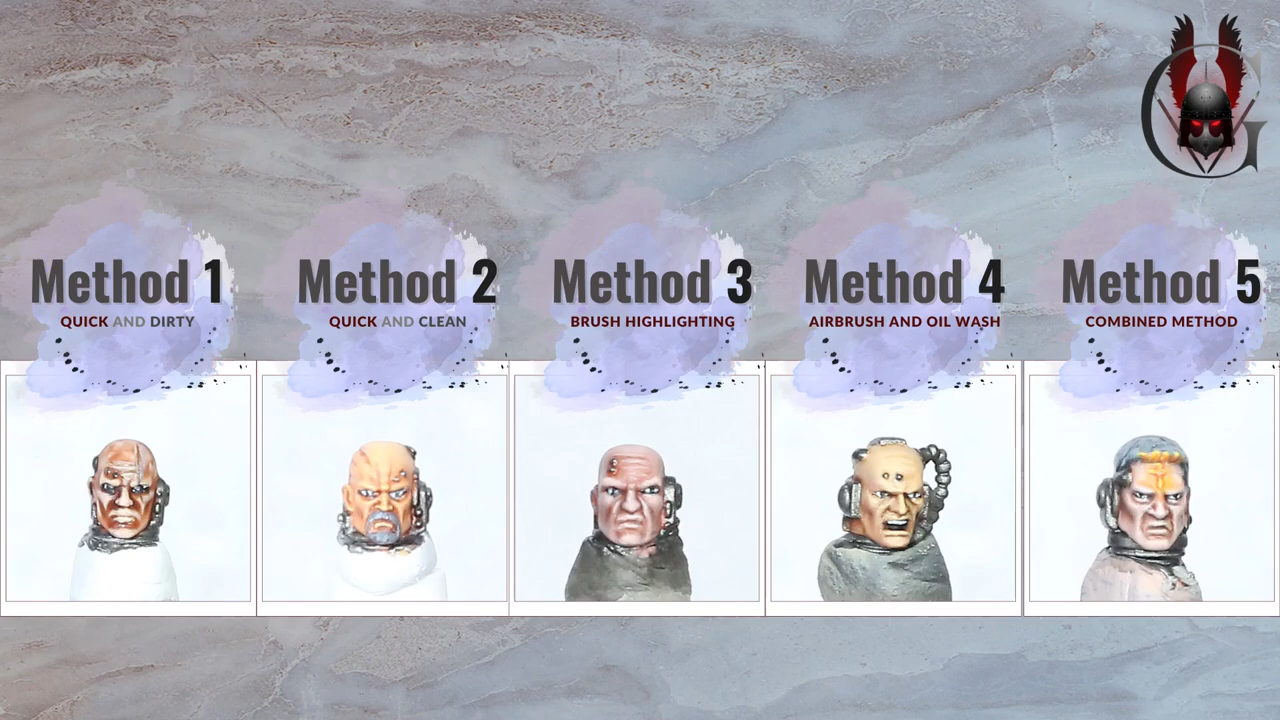 Method 1
QUICK AND DIRTY
Method 2
QUICK AND CLEAN
Method 3
BRUSH HIGHLIGHTING
Method 4
AIRBRUSH AND OIL WASH
Method 5
COMBINED METHOD
G